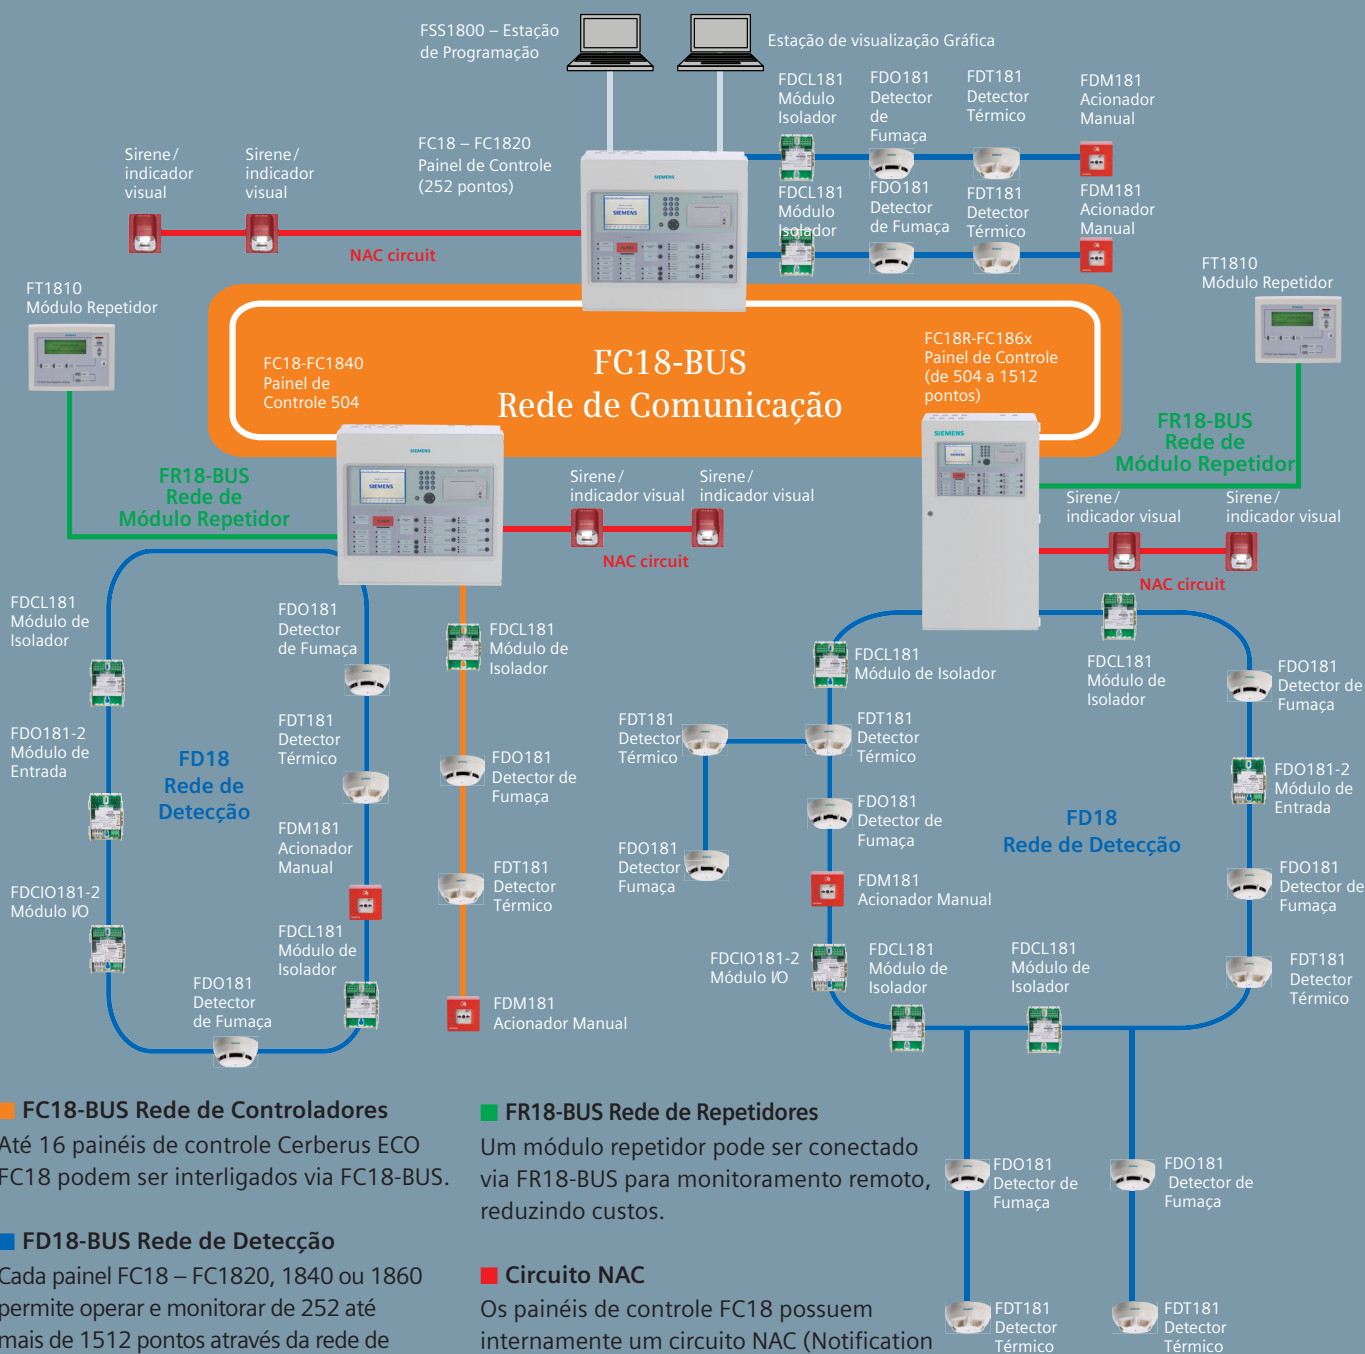 FSS1800 – Estação
de Programação
Estação de visualização Gráfica
FDCL181
Módulo
Isolador
FDO181
Detector
de
Fumaça
FDT181
Detector
Térmico
FDM181
Acionador
Manual
Sirene/
indicador
visual
Sirene/
indicador
visual
FC18 – FC1820
Painel de Controle
(252 pontos)
SIEMENS
SIEMENS
FDCL181
Módulo
Isolador
FDO181
Detector
de Fumaça
FDT181
Detector
Térmico
FDM181
Acionador
Manual
NAC circuit
FT1810
Módulo Repetidor
FT1810
Módulo Repetidor
FC18-FC1840
Painel de
Controle 504
FC18-BUS
Rede de Comunicação
FC18R-FC186x
Painel de Controle
(de 504 a 1512
pontos)
SIEMENS
SIEMENS
SIEMENS
FR18-BUS
Rede de
Módulo Repetidor
FR18-BUS
Rede de
Módulo Repetidor
Sirene/
indicador visual
Sirene/
indicador visual
NAC circuit
Sirene/
indicador visual
Sirene/
indicador visual
NAC circuit
FDCL181
Módulo de
Isolador
FDO181
Detector
de Fumaça
FDCL181
Módulo de
Isolador
FDO181-2
Módulo de
Entrada
FD18
Rede de
Detecção
FDT181
Detector
Térmico
FDO181
Detector de
Fumaça
FDM181
Acionador
Manual
FDT181
Detector
Térmico
FDCIO181-2
Módulo I/O
FDCL181
Módulo de
Isolador
FDO181
Detector
de Fumaça
FDM181
Acionador Manual
FDCL181
Módulo de Isolador
FDCL181
Módulo de
Isolador
FDO181
Detector de
Fumaça
FDT181
Detector
Térmico
FDT181
Detector
Térmico
FDO181-2
Módulo de
Entrada
FDO181
Detector de
Fumaça
FD18
Rede de Detecção
FDO181
Detector
Fumaça
FDM181
Acionador Manual
FDO181
Detector de
Fumaça
FDCIO181-2
Módulo I/O
FDCL181
Módulo de
Isolador
FDCL181
Módulo de
Isolador
FDT181
Detector
Térmico
FDO181
Detector de
Fumaça
FDO181
Detector de
Fumaça
FDT181
Detector
Térmico
FDT181
Detector
Térmico
FC18-BUS Rede de Controladores
Até 16 painéis de controle Cerberus ECO
FC18 podem ser interligados via FC18-BUS.
FD18-BUS Rede de Detecção
Cada painel FC18 – FC1820, 1840 ou 1860
permite operar e monitorar de 252 até
mais de 1512 pontos através da rede de
FR18-BUS Rede de Repetidores
Um módulo repetidor pode ser conectado
via FR18-BUS para monitoramento remoto,
reduzindo custos.
Circuito NAC
Os painéis de controle FC18 possuem
internamente um circuito NAC (Notification